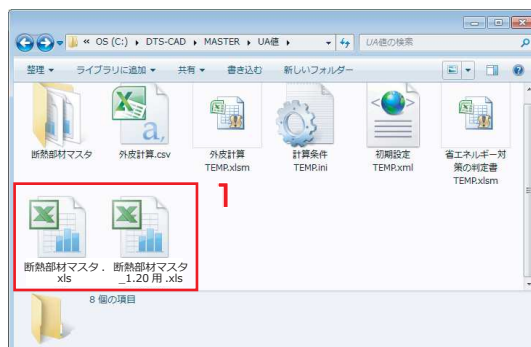 « OS (C:) ▸ DTS-CAD ▸ MASTER ▸ UA値 ▸
UA値の検索
整理 ▾ ライブラリに追加 ▾ 共有 ▾ 書き込む 新しいフォルダー
断熱部材マスタ
外皮計算.csv
外皮計算
TEMP.xlsm
計算条件
TEMP.ini
初期設定
TEMP.xml
省エネルギー対
策の判定書
TEMP.xlsm
1
断熱部材マスタ.
xls
断熱部材マスタ
_1.20用.xls
8 個の項目